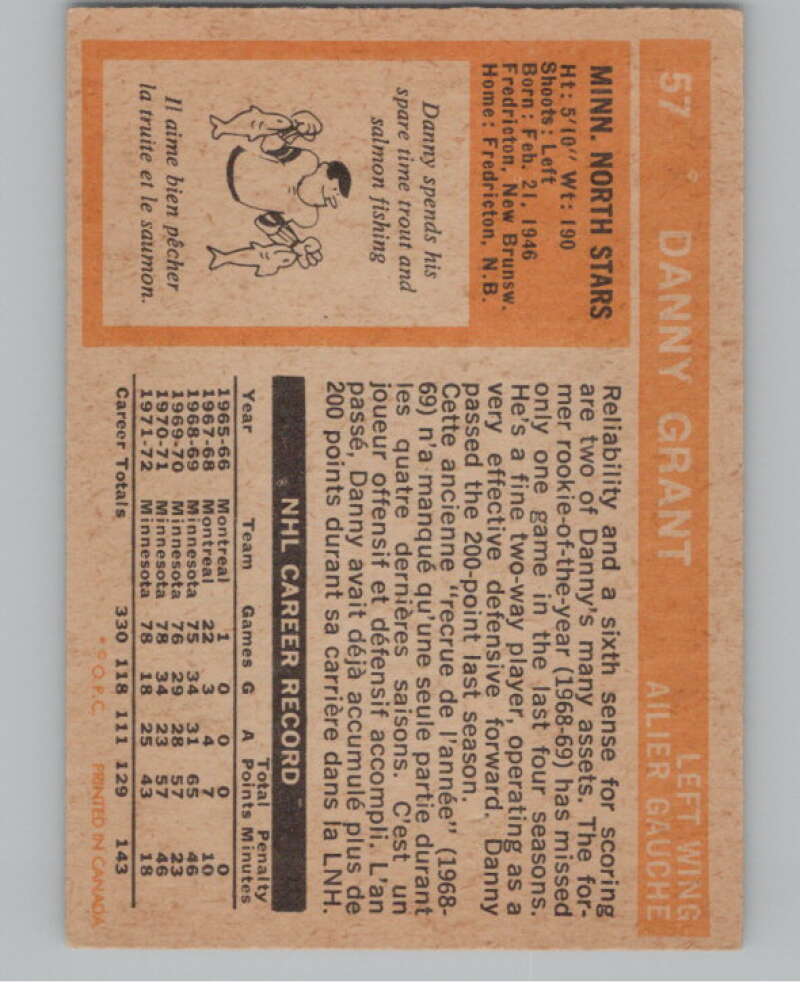 57 DANNY GRANT LEFT WING
AILIER GAUCHE
MINN. NORTH STARS
Ht: 5'10" Wt: 190
Shoots: Left
Born: Feb. 21, 1946
Fredricton, New Brunsw.
Home: Fredricton, N.B.
Danny spends his
spare time trout and
salmon fishing
Il aime bien pêcher
la truite et le saumon.
Reliability and a sixth sense for scoring
are two of Danny's many assets. The for-
mer rookie-of-the-year (1968-69) has missed
only one game in the last four seasons.
He's a fine two-way player, operating as a
very effective defensive forward. Danny
passed the 200-point last season.
Cette ancienne "recrue de l'année" (1968-
69) n'a manqué qu'une seule partie durant
les quatre dernières saisons. C'est un
joueur offensif et défensif accompli. L'an
passé, Danny avait déjà accumulé plus de
200 points durant sa carrière dans la LNH.
NHL CAREER RECORD
Total Penalty
Year Team Games G A Points Minutes
1965-66 Montreal 1 0 0 0 0
1967-68 Montreal 22 3 4 7 10
1968-69 Minnesota 75 34 31 65 46
1969-70 Minnesota 76 29 28 57 23
1970-71 Minnesota 78 34 23 57 46
1971-72 Minnesota 78 18 25 43 18
Career Totals 330 118 111 129 143
* © O.P.C. PRINTED IN CANADA